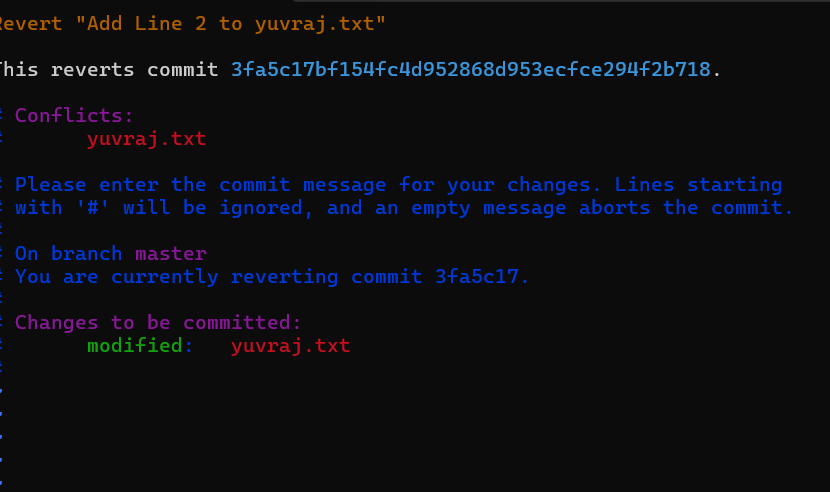 Revert "Add Line 2 to yuvraj.txt"
This reverts commit 3fa5c17bf154fc4d952868d953ecfce294f2b718.
# Conflicts:
#	yuvraj.txt
# Please enter the commit message for your changes. Lines starting
# with '#' will be ignored, and an empty message aborts the commit.
#
# On branch master
# You are currently reverting commit 3fa5c17.
#
# Changes to be committed:
#	modified:   yuvraj.txt
#
~
~
~
~
~